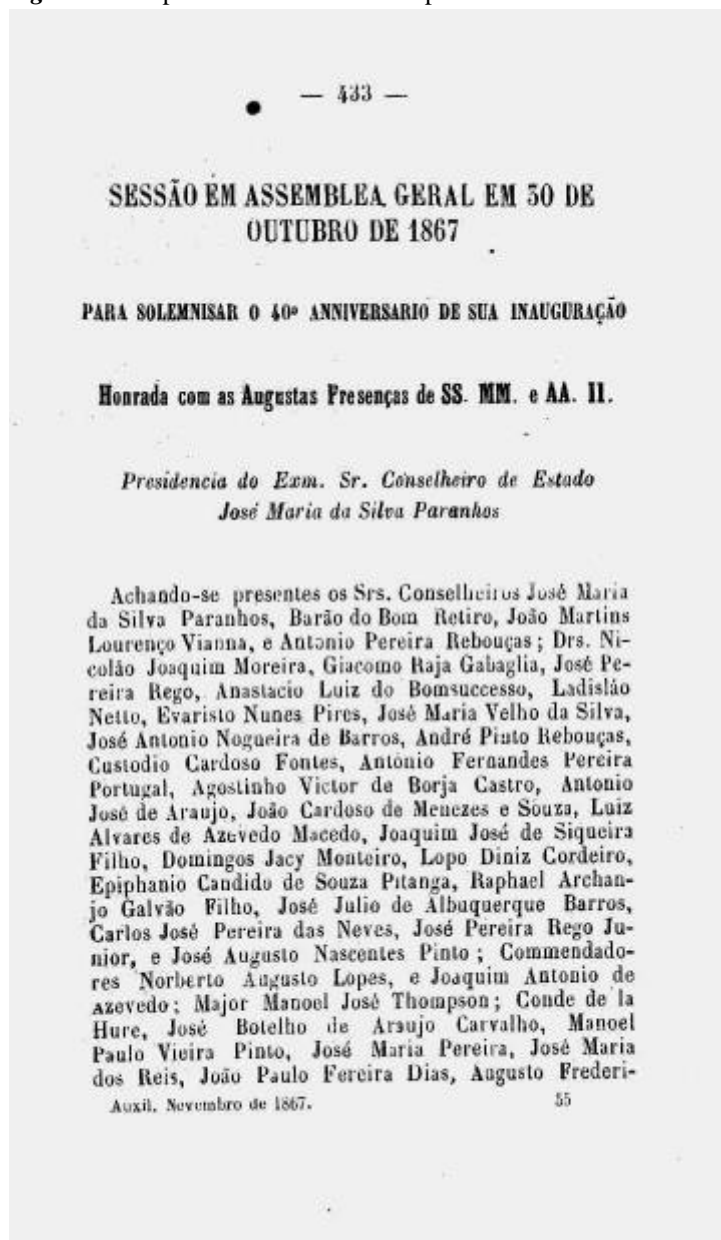 — 433 —
SESSÃO EM ASSEMBLEA GERAL EM 30 DE
OUTUBRO DE 1867
PARA SOLEMNISAR O 40º ANNIVERSARIO DE SUA INAUGURAÇÃO
Honrada com as Augustas Presenças de SS. MM. e AA. II.
Presidencia do Exm. Sr. Conselheiro de Estado
José Maria da Silva Paranhos
Achando-se presentes os Srs. Conselheiros José Maria
da Silva Paranhos, Barão do Bom Retiro, João Martins
Lourenço Vianna, e Antonio Pereira Rebouças; Drs. Ni-
colão Joaquim Moreira, Giacomo Raja Gabaglia, José Pe-
reira Rego, Anastacio Luiz do Bomsuccesso, Ladisláo
Netto, Evaristo Nunes Pires, José Maria Velho da Silva,
José Antonio Nogueira de Barros, André Pinto Rebouças,
Custodio Cardoso Fontes, Antonio Fernandes Pereira
Portugal, Agostinho Victor de Borja Castro, Antonio
José de Araujo, João Cardoso de Menezes e Souza, Luiz
Alvares de Azevedo Macedo, Joaquim José de Siqueira
Filho, Domingos Jacy Monteiro, Lopo Diniz Cordeiro,
Epiphanio Candido de Souza Pitanga, Raphael Archan-
jo Galvão Filho, José Julio de Albuquerque Barros,
Carlos José Pereira das Neves, José Pereira Rego Ju-
nior, e José Augusto Nascentes Pinto; Commendado-
res Norberto Augusto Lopes, e Joaquim Antonio de
Azevedo; Major Manoel José Thompson; Conde de la
Hure, José Botelho de Araujo Carvalho, Manoel
Paulo Vieira Pinto, José Maria Pereira, José Maria
dos Reis, João Paulo Fereira Dias, Augusto Frederi-
Auxil. Novembro de 1867. 55